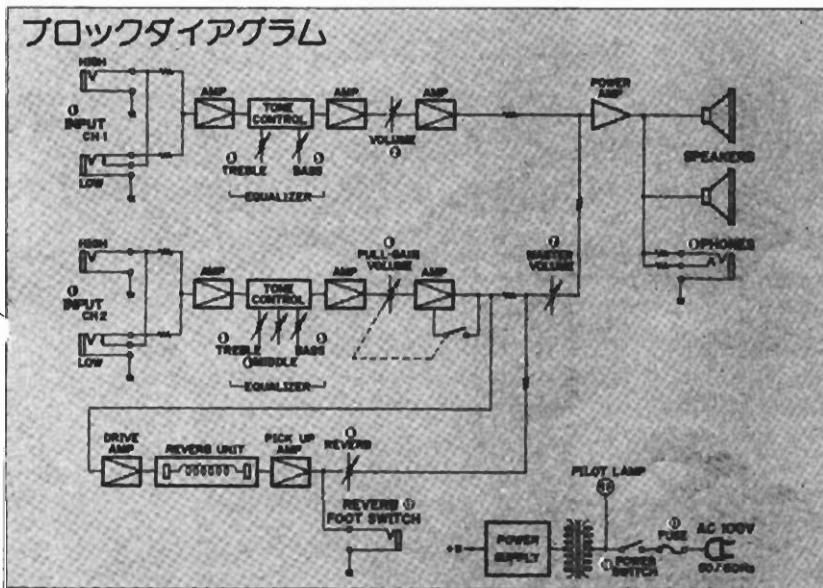 ブロックダイアグラム
HIGH
INPUT
CH-1
LOW
AMP
TONE
CONTROL
TREBLE
BASS
EQUALIZER
AMP
VOLUME
AMP
POWER
AMP
SPEAKERS
PHONES
HIGH
INPUT
CH2
LOW
AMP
TONE
CONTROL
TREBLE
MIDDLE
BASS
EQUALIZER
AMP
PULL-GAIN
VOLUME
AMP
MASTER
VOLUME
DRIVE
AMP
REVERB UNIT
PICK UP
AMP
REVERB
REVERB
FOOT SWITCH
PILOT LAMP
+B
POWER
SUPPLY
POWER
SWITCH
FUSE
AC 100V
50/60Hz